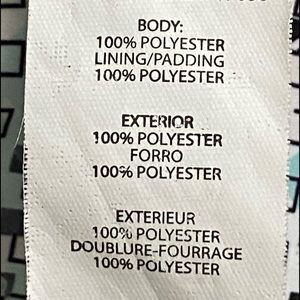 BODY:
100% POLYESTER
LINING/PADDING
100% POLYESTER
EXTERIOR
100% POLYESTER
FORRO
100% POLYESTER
EXTERIEUR
100% POLYESTER
DOUBLURE-FOURRAGE
100% POLYESTER